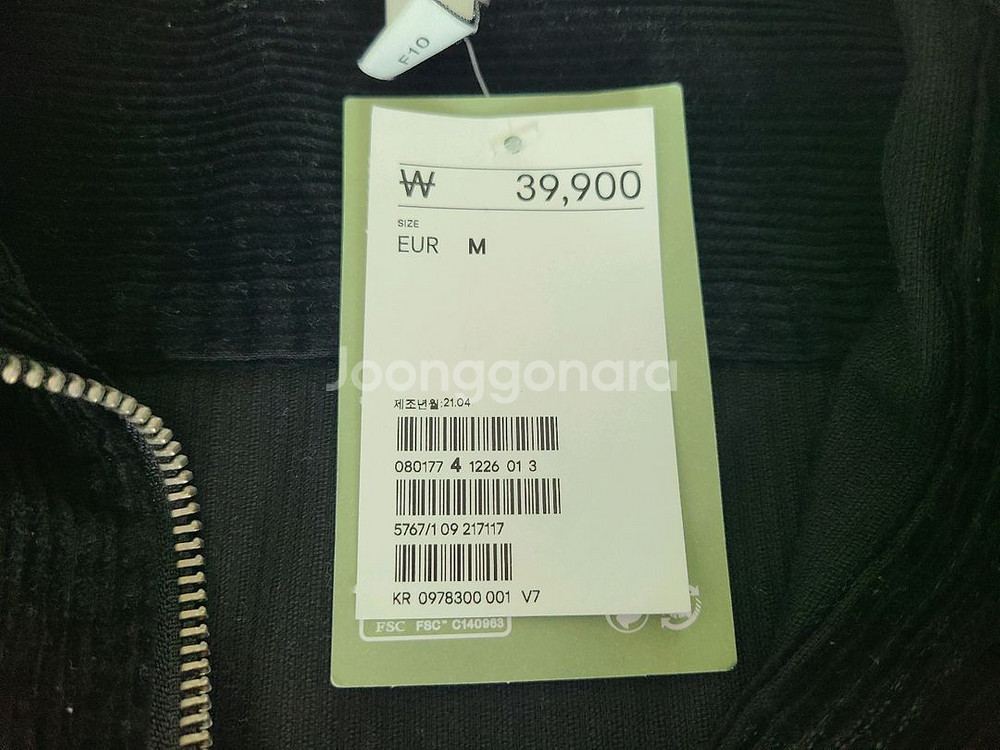 F10
₩ 39,900
SIZE
EUR M
Joonggonara
제조년월:21.04
080177 4 1226 01 3
5767/1 09 217117
KR 0978300 001 V7
FSC FSC™ C140963